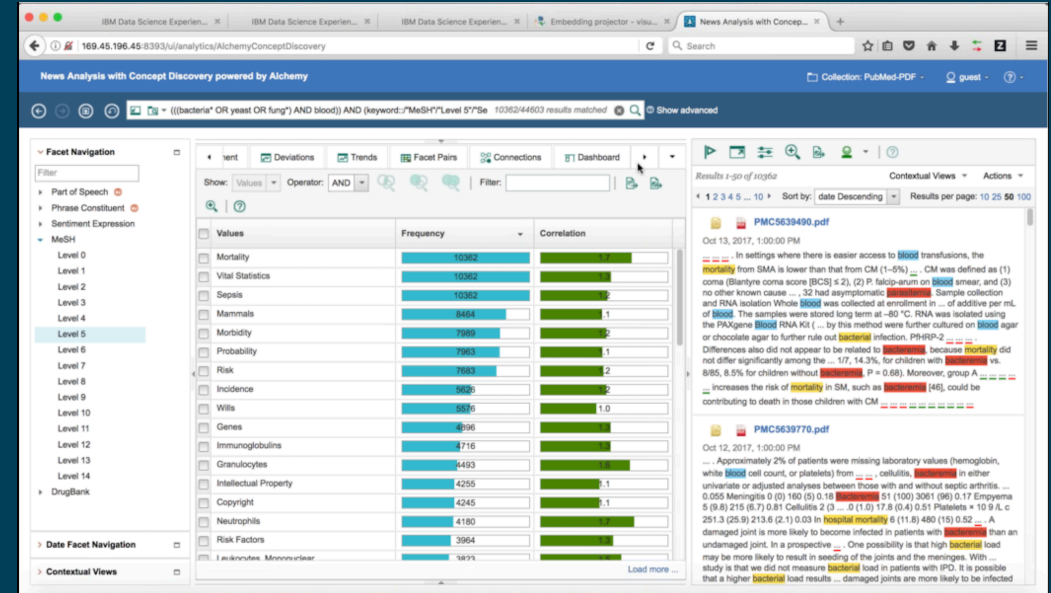 IBM Data Science Experien...
IBM Data Science Experien...
IBM Data Science Experien...
Embedding projector - visu...
News Analysis with Concep...
169.45.196.45:8393/ui/analytics/AlchemyConceptDiscovery
Search
News Analysis with Concept Discovery powered by Alchemy
Collection: PubMed-PDF
guest
(((bacteria* OR yeast OR fung*) AND blood)) AND (keyword::/"MeSH"/"Level 5"/"Se
10362/44603 results matched
Show advanced
Facet Navigation
Filter
Part of Speech
Phrase Constituent
Sentiment Expression
MeSH
Level 0
Level 1
Level 2
Level 3
Level 4
Level 5
Level 6
Level 7
Level 8
Level 9
Level 10
Level 11
Level 12
Level 13
Level 14
DrugBank
Date Facet Navigation
Contextual Views
nent
Deviations
Trends
Facet Pairs
Connections
Dashboard
Show: Values Operator: AND Filter:
Values Frequency Correlation
Mortality 10362 1.7
Vital Statistics 10362 1.3
Sepsis 10362 1.2
Mammals 8464 1.1
Morbidity 7989 1.2
Probability 7963 1.1
Risk 7683 1.2
Incidence 5628 1.2
Wills 5576 1.0
Genes 4896 1.3
Immunoglobulins 4716 1.3
Granulocytes 4493 1.6
Intellectual Property 4255 1.1
Copyright 4245 1.1
Neutrophils 4180 1.7
Risk Factors 3964 1.3
Leukocytes, Mononuclear 3823 1.5
Load more ...
Results 1-50 of 10362
Contextual Views
Actions
1 2 3 4 5 ... 10
Sort by: date Descending
Results per page: 10 25 50 100
PMC5639490.pdf
Oct 13, 2017, 1:00:00 PM
... ... ... . In settings where there is easier access to blood transfusions, the
mortality from SMA is lower than that from CM (1–5%) ... . CM was defined as (1)
coma (Blantyre coma score [BCS] ≤ 2), (2) P. falcip-arum on blood smear, and (3)
no other known cause ... , 32 had asymptomatic parasitemia. Sample collection
and RNA isolation Whole blood was collected at enrollment in ... of additive per mL
of blood. The samples were stored long term at –80 °C. RNA was isolated using
the PAXgene Blood RNA Kit ( ... by this method were further cultured on blood agar
or chocolate agar to further rule out bacterial infection. PfHRP-2 ... ... ... .
Differences also did not appear to be related to bacteremia, because mortality did
not differ significantly among the ... 1/7, 14.3%, for children with bacteremia vs.
8/85, 8.5% for children without bacteremia, P = 0.68). Moreover, group A ... ... ... ... ...
... increases the risk of mortality in SM, such as bacteremia [46], could be
contributing to death in those children with CM ... ... ... ... ... ... ... ...
PMC5639770.pdf
Oct 12, 2017, 1:00:00 PM
... . Approximately 2% of patients were missing laboratory values (hemoglobin,
white blood cell count, or platelets) from ... ... , cellulitis, bacteremia in either
univariate or adjusted analyses between those with and without septic arthritis. ...
0.055 Meningitis 0 (0) 160 (5) 0.18 Bacteremia 51 (100) 3061 (96) 0.17 Empyema
5 (9.8) 215 (6.7) 0.81 Cellulitis 2 (3 ... .0 (1.0) 17.8 (0.4) 0.51 Platelets × 10 9 /L c
251.3 (25.9) 213.6 (2.1) 0.03 In hospital mortality 6 (11.8) 480 (15) 0.52 ... . A
damaged joint is more likely to become infected in patients with bacteremia than an
undamaged joint. In a prospective ... . One possibility is that high bacterial load
may be more likely to result in seeding of the joints and the meninges. With ...
study is that we did not measure bacterial load in patients with IPD. It is possible
that a higher bacterial load results ... damaged joints are more likely to be infected